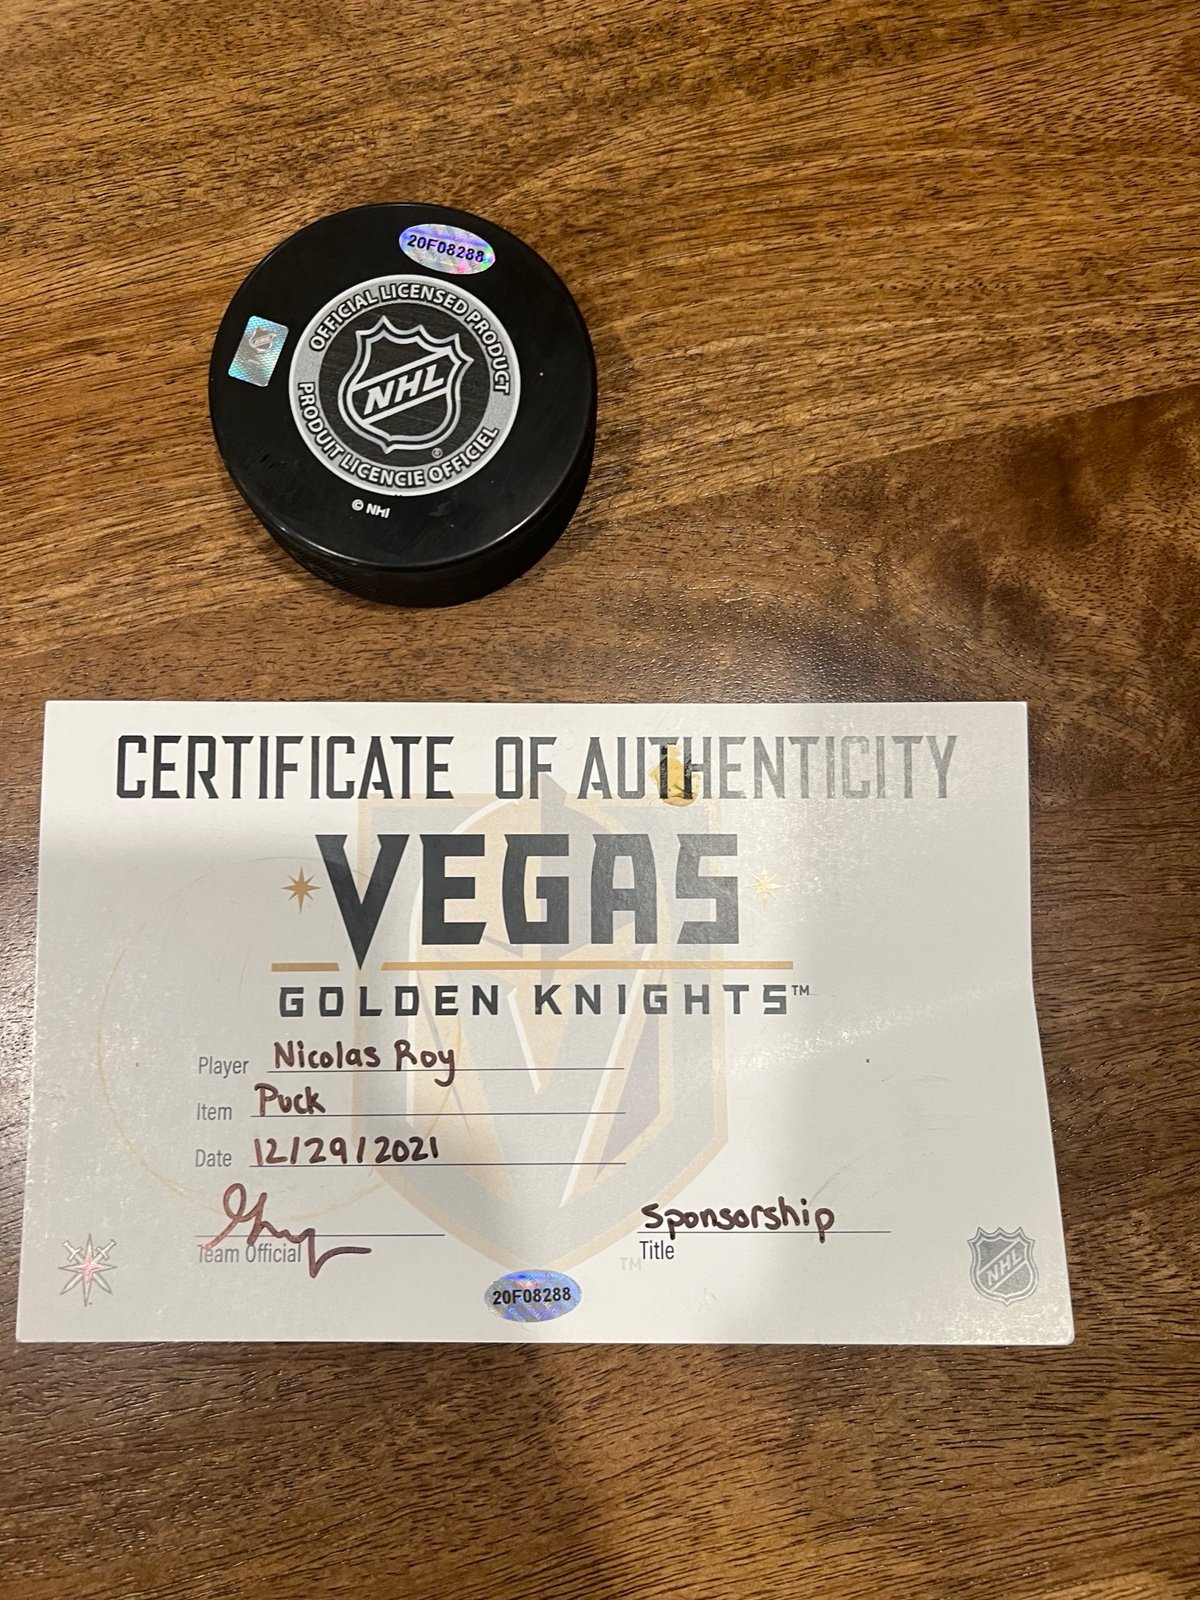 20F08288
OFFICIAL LICENSED PRODUCT
NHL
PRODUIT LICENCIE OFFICIEL
®
© NHL
CERTIFICATE OF AUTHENTICITY
VEGAS
GOLDEN KNIGHTS™
Player Nicolas Roy
Item Puck
Date 12/29/2021
Sponsorship
Team Official
TM Title
NHL
20F08288